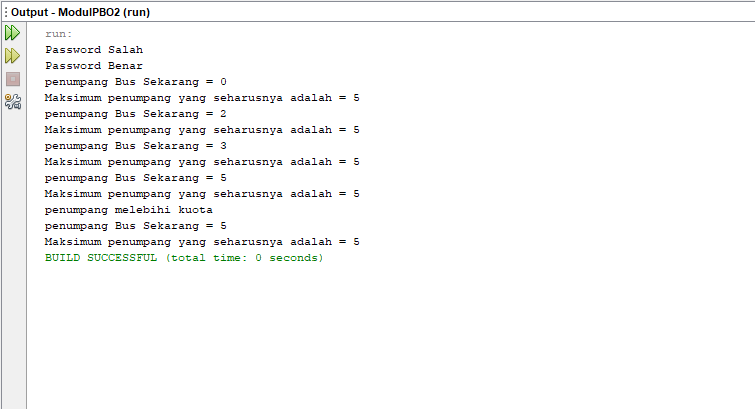 Output - ModulPBO2 (run)
run:
Password Salah
Password Benar
penumpang Bus Sekarang = 0
Maksimum penumpang yang seharusnya adalah = 5
penumpang Bus Sekarang = 2
Maksimum penumpang yang seharusnya adalah = 5
penumpang Bus Sekarang = 3
Maksimum penumpang yang seharusnya adalah = 5
penumpang Bus Sekarang = 5
Maksimum penumpang yang seharusnya adalah = 5
penumpang melebihi kuota
penumpang Bus Sekarang = 5
Maksimum penumpang yang seharusnya adalah = 5
BUILD SUCCESSFUL (total time: 0 seconds)